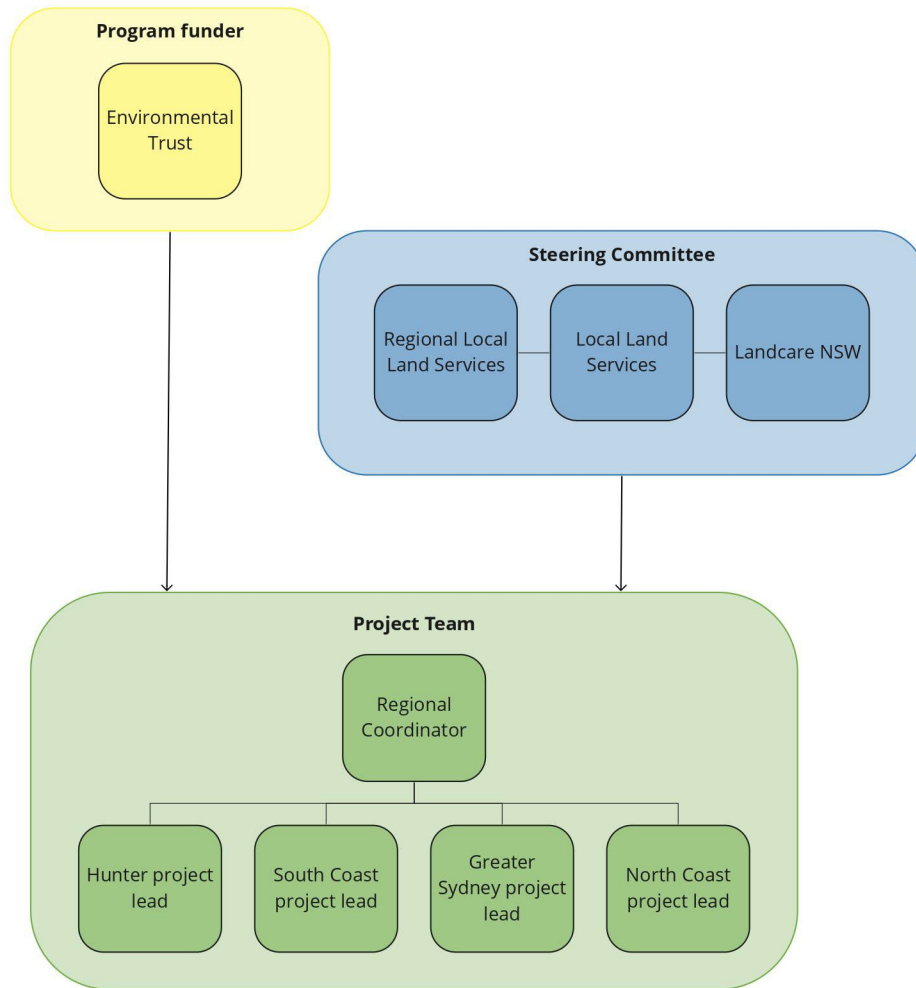 Program funder
Environmental
Trust
Steering Committee
Regional Local
Land Services
Local Land
Services
Landcare NSW
Project Team
Regional
Coordinator
Hunter project
lead
South Coast
project lead
Greater
Sydney project
lead
North Coast
project lead